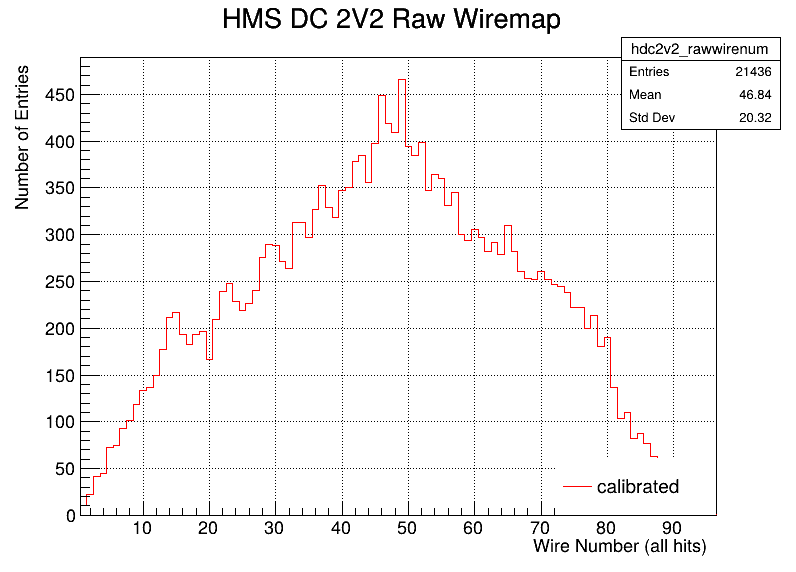 HMS DC 2V2 Raw Wiremap
hdc2v2_rawwirenum
Entries 21436
Mean 46.84
Std Dev 20.32
Number of Entries
450
400
350
300
250
200
150
100
50
0
calibrated
10 20 30 40 50 60 70 80 90
Wire Number (all hits)